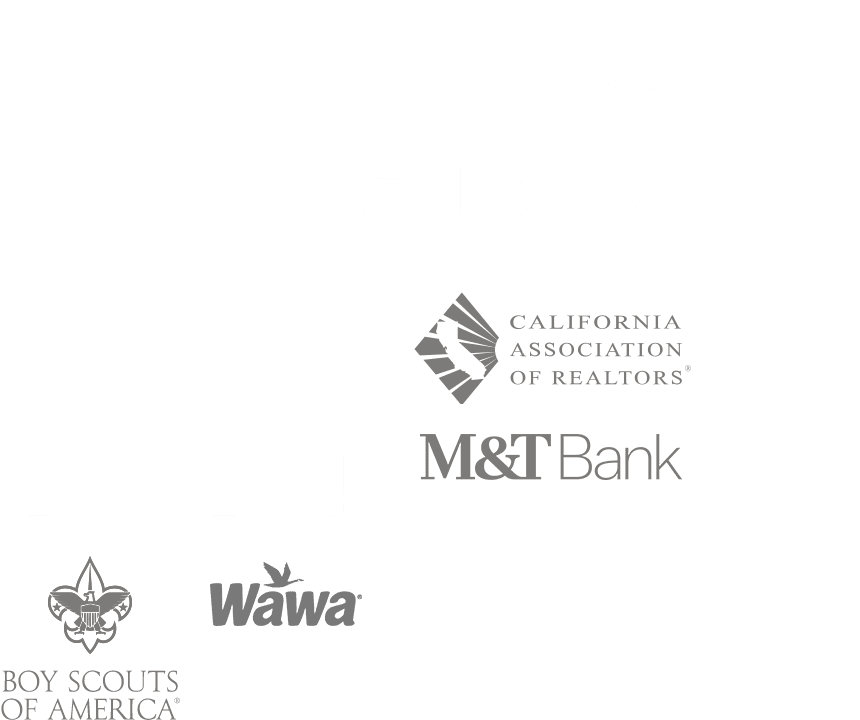 CALIFORNIA
ASSOCIATION
OF REALTORS®
M&T Bank
Wawa®
BOY SCOUTS
OF AMERICA®